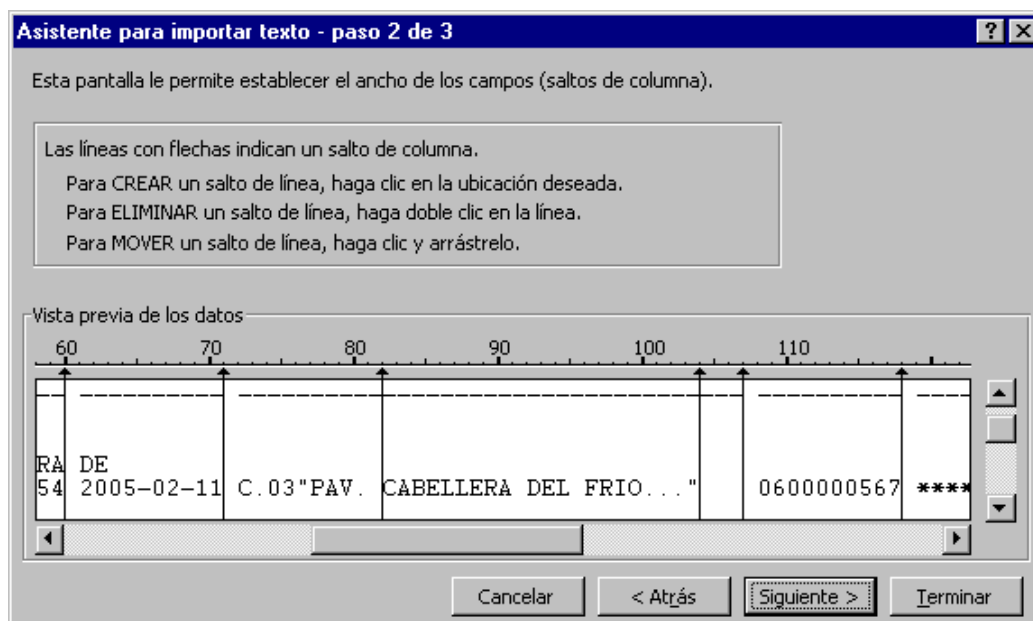 Asistente para importar texto - paso 2 de 3
Esta pantalla le permite establecer el ancho de los campos (saltos de columna).
Las líneas con flechas indican un salto de columna.
Para CREAR un salto de línea, haga clic en la ubicación deseada.
Para ELIMINAR un salto de línea, haga doble clic en la línea.
Para MOVER un salto de línea, haga clic y arrástrelo.
Vista previa de los datos
60 70 80 90 100 110
RA DE
54 2005-02-11 C.03"PAV. CABELLERA DEL FRIO..." 0600000567 ****
Cancelar < Atrás Siguiente > Terminar